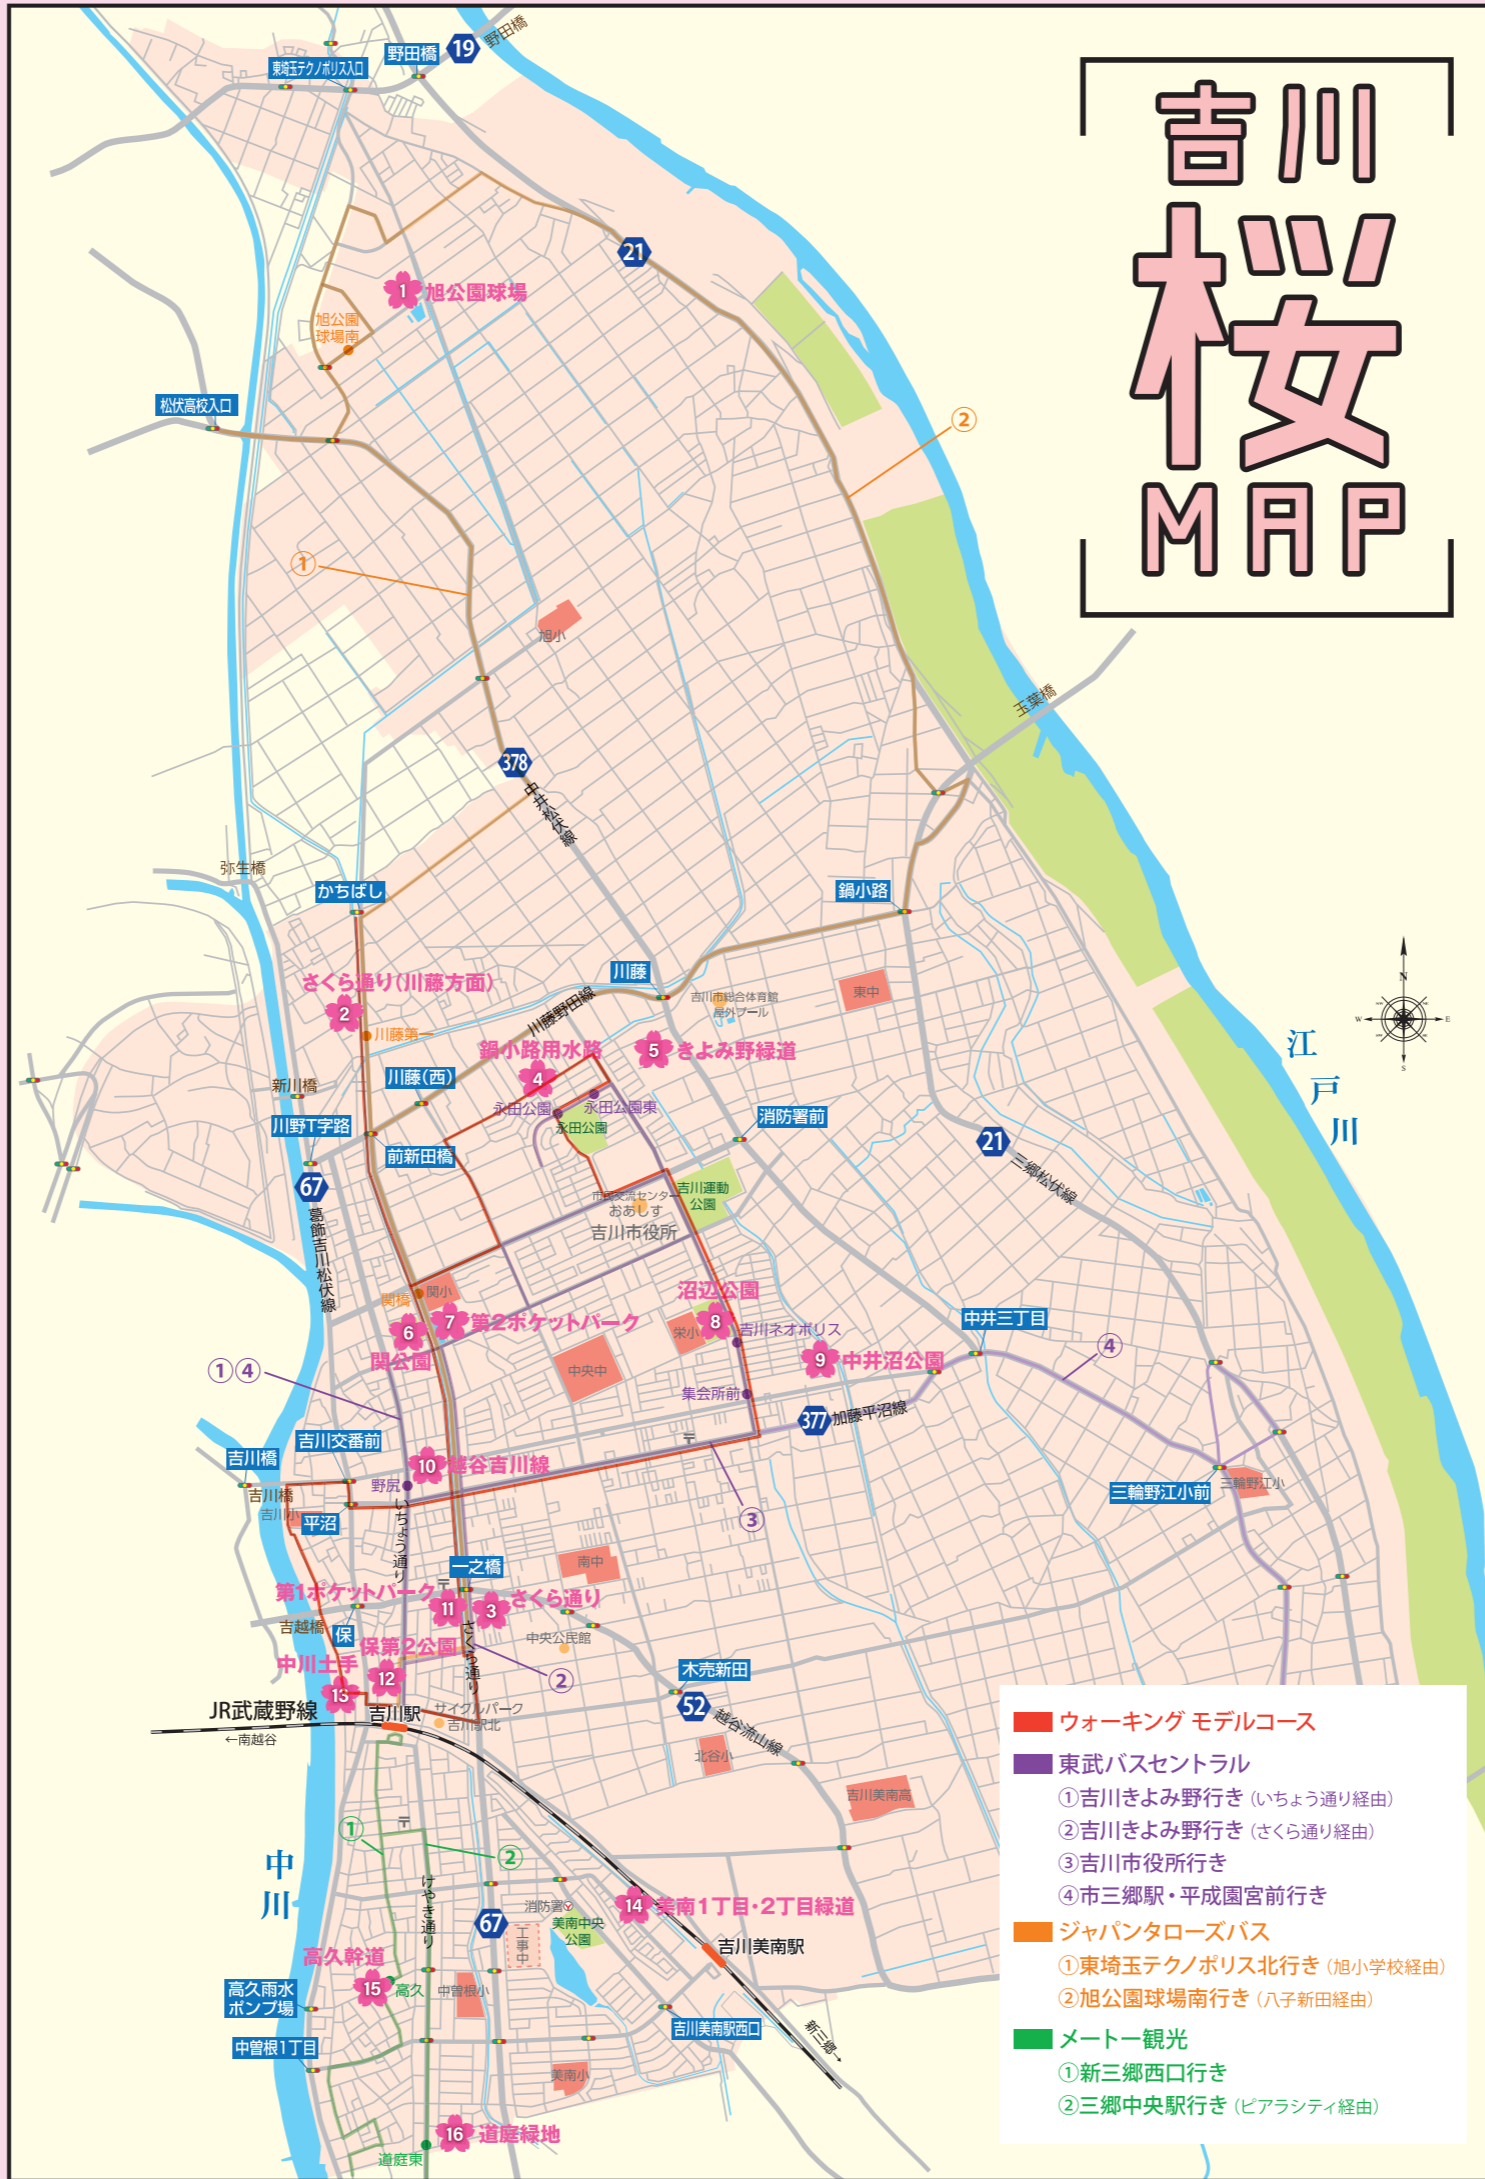 吉川
桜
MAP
野田橋
19
野田橋
東埼玉テクノポリス入口
21
1
旭公園球場
旭公園
球場南
松伏高校入口
②
①
旭小
玉葉橋
378
中井松伏線
弥生橋
かちばし
鍋小路
さくら通り(川藤方面)
2
川藤
吉川市総合体育館
屋外プール
東中
川藤野田線
川藤第一
鍋小路用水路
4
5
きよみ野緑道
江戸川
N
W
E
S
新川橋
川藤(西)
永田公園
永田公園東
永田公園
消防署前
川野T字路
前新田橋
21
三郷松伏線
67
葛飾吉川松伏線
市民交流センター
おあしす
吉川市役所
吉川運動
公園
関小
関橋
7
第2ポケットパーク
6
関公園
沼辺公園
8
栄小
吉川ネオポリス
9
中井沼公園
中井三丁目
④
①④
中央中
集会所前
377
加藤平沼線
〒
吉川橋
吉川交番前
10
越谷吉川線
野尻
吉川橋
吉川小
平沼
いちょう通り
③
三輪野江小前
三輪野江小
一之橋
南中
〒
第1ポケットパーク
11
3
さくら通り
吉越橋
保
中央公民館
保第2公園
12
さくら通り
中川土手
13
②
木売新田
52
越谷流山線
JR武蔵野線
←南越谷
吉川駅
サイクルパーク
吉川駅北
北谷小
吉川美南高
①
〒
②
中川
けやき通り
消防署
67
工事中
美南中央
公園
14
美南1丁目・2丁目緑道
吉川美南駅
高久幹道
15
高久
高久雨水
ポンプ場
中曽根小
中曽根1丁目
吉川美南駅西口
新三郷→
美南小
16
道庭緑地
道庭東
ウォーキング モデルコース
東武バスセントラル
①吉川きよみ野行き (いちょう通り経由)
②吉川きよみ野行き (さくら通り経由)
③吉川市役所行き
④市三郷駅・平成園宮前行き
ジャパンタローズバス
①東埼玉テクノポリス北行き (旭小学校経由)
②旭公園球場南行き (八子新田経由)
メートー観光
①新三郷西口行き
②三郷中央駅行き (ピアラシティ経由)